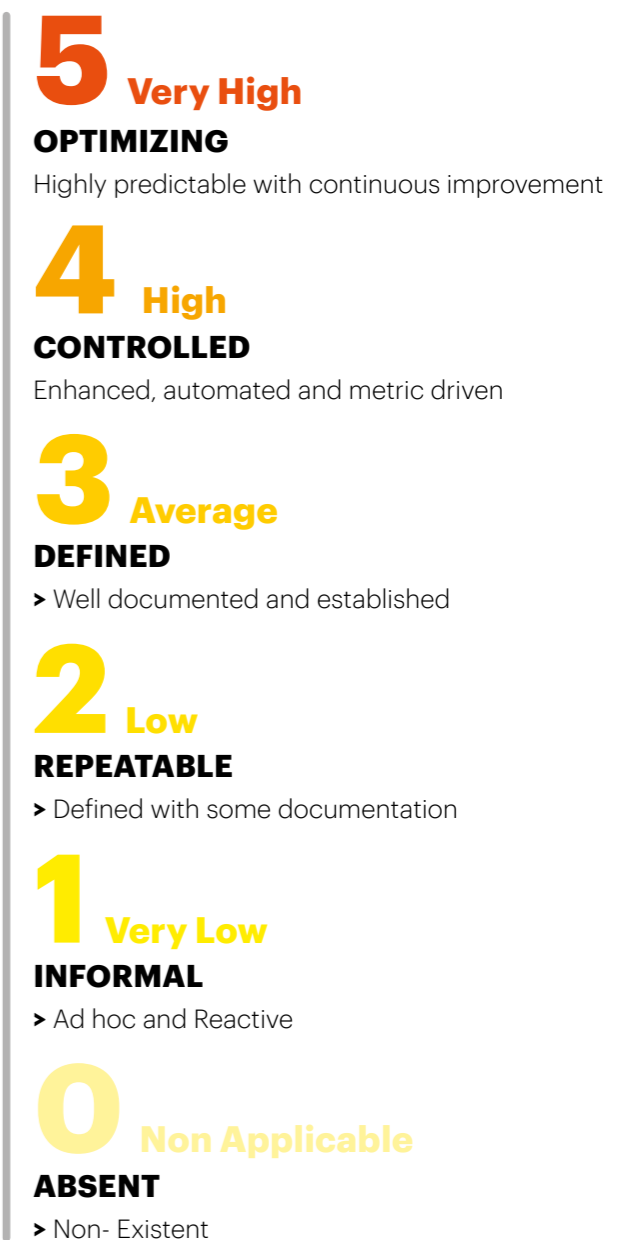 5 Very High
OPTIMIZING
Highly predictable with continuous improvement
4 High
CONTROLLED
Enhanced, automated and metric driven
3 Average
DEFINED
> Well documented and established
2 Low
REPEATABLE
> Defined with some documentation
1 Very Low
INFORMAL
> Ad hoc and Reactive
0 Non Applicable
ABSENT
> Non- Existent